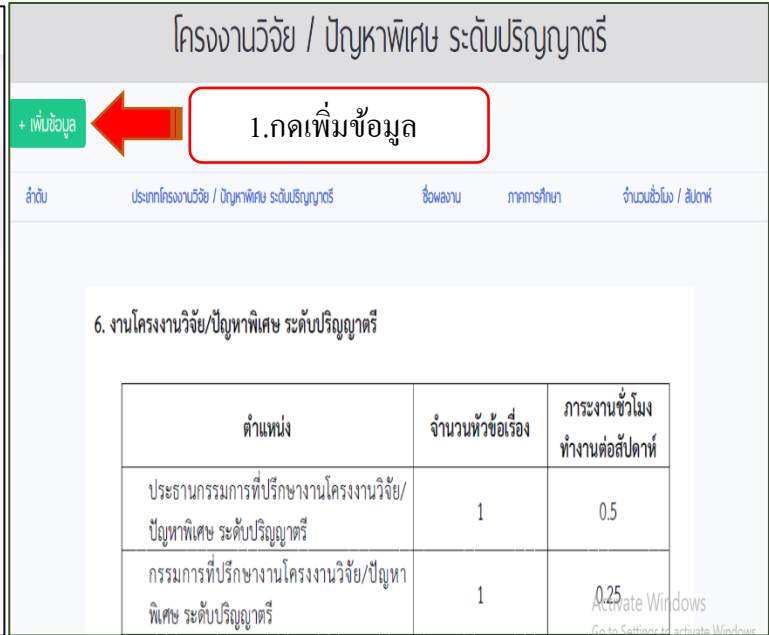 โครงงานวิจัย / ปัญหาพิเศษ ระดับปริญญาตรี
+ เพิ่มข้อมูล
1.กดเพิ่มข้อมูล
ลำดับ ประเภทโครงงานวิจัย / ปัญหาพิเศษ ระดับปริญญาตรี ชื่อผลงาน ภาคการศึกษา จำนวนชั่วโมง / สัปดาห์
6. งานโครงงานวิจัย/ปัญหาพิเศษ ระดับปริญญาตรี
ตำแหน่ง จำนวนหัวข้อเรื่อง ภาระงานชั่วโมง
ทำงานต่อสัปดาห์
ประธานกรรมการที่ปรึกษางานโครงงานวิจัย/
ปัญหาพิเศษ ระดับปริญญาตรี 1 0.5
กรรมการที่ปรึกษางานโครงงานวิจัย/ปัญหา
พิเศษ ระดับปริญญาตรี 1 0.25
Activate Windows
Go to Settings to activate Windows